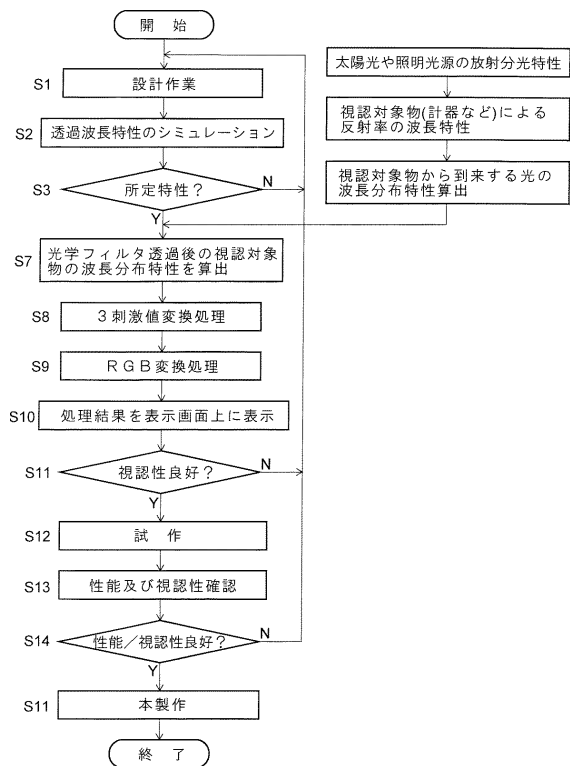 開　始
S1
設計作業
S2
透過波長特性のシミュレーション
S3
所定特性？
N
Y
太陽光や照明光源の放射分光特性
視認対象物(計器など)による
反射率の波長特性
視認対象物から到来する光の
波長分布特性算出
S7
光学フィルタ透過後の視認対象
物の波長分布特性を算出
S8
３刺激値変換処理
S9
ＲＧＢ変換処理
S10
処理結果を表示画面上に表示
S11
視認性良好？
N
Y
S12
試　作
S13
性能及び視認性確認
S14
性能／視認性良好？
N
Y
S11
本製作
終　了